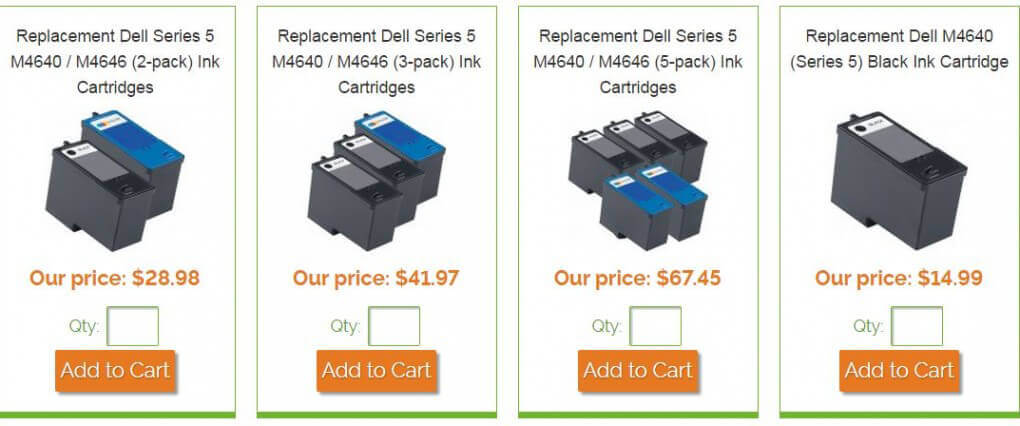 Replacement Dell Series 5
M4640 / M4646 (2-pack) Ink
Cartridges
Our price: $28.98
Qty:
Add to Cart
Replacement Dell Series 5
M4640 / M4646 (3-pack) Ink
Cartridges
Our price: $41.97
Qty:
Add to Cart
Replacement Dell Series 5
M4640 / M4646 (5-pack) Ink
Cartridges
Our price: $67.45
Qty:
Add to Cart
Replacement Dell M4640
(Series 5) Black Ink Cartridge
BLACK
Our price: $14.99
Qty:
Add to Cart